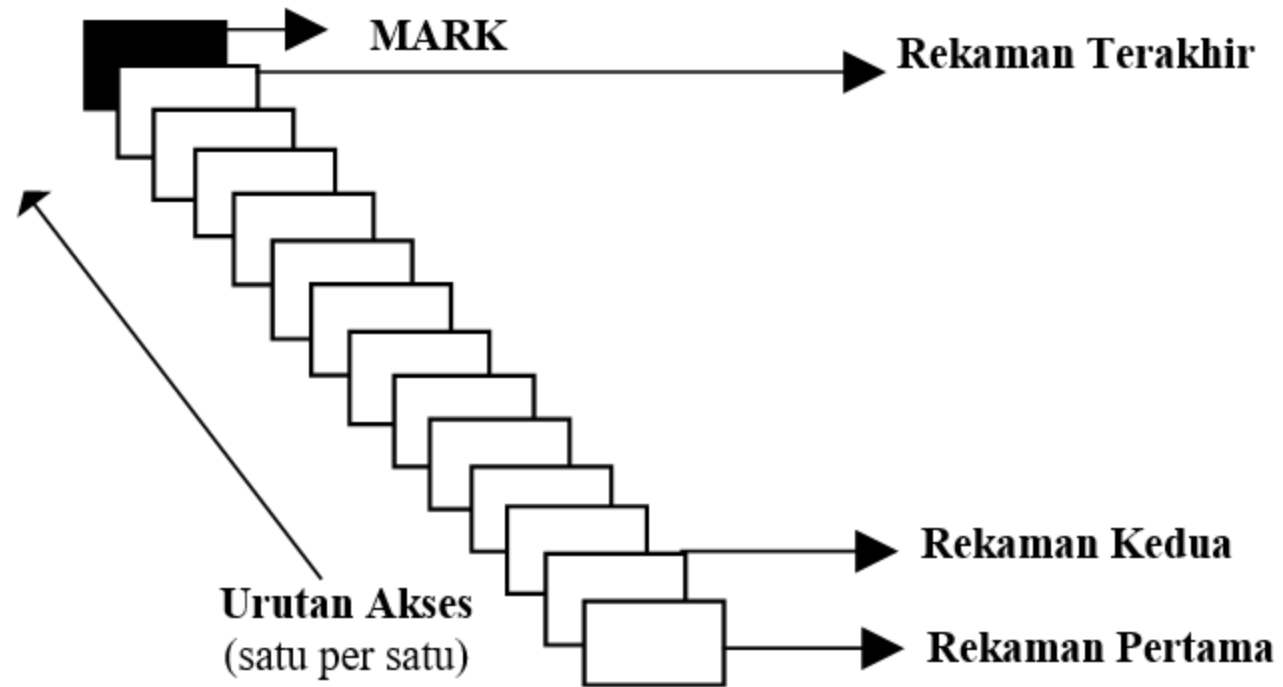 MARK
Rekaman Terakhir
Rekaman Kedua
Urutan Akses
(satu per satu)
Rekaman Pertama